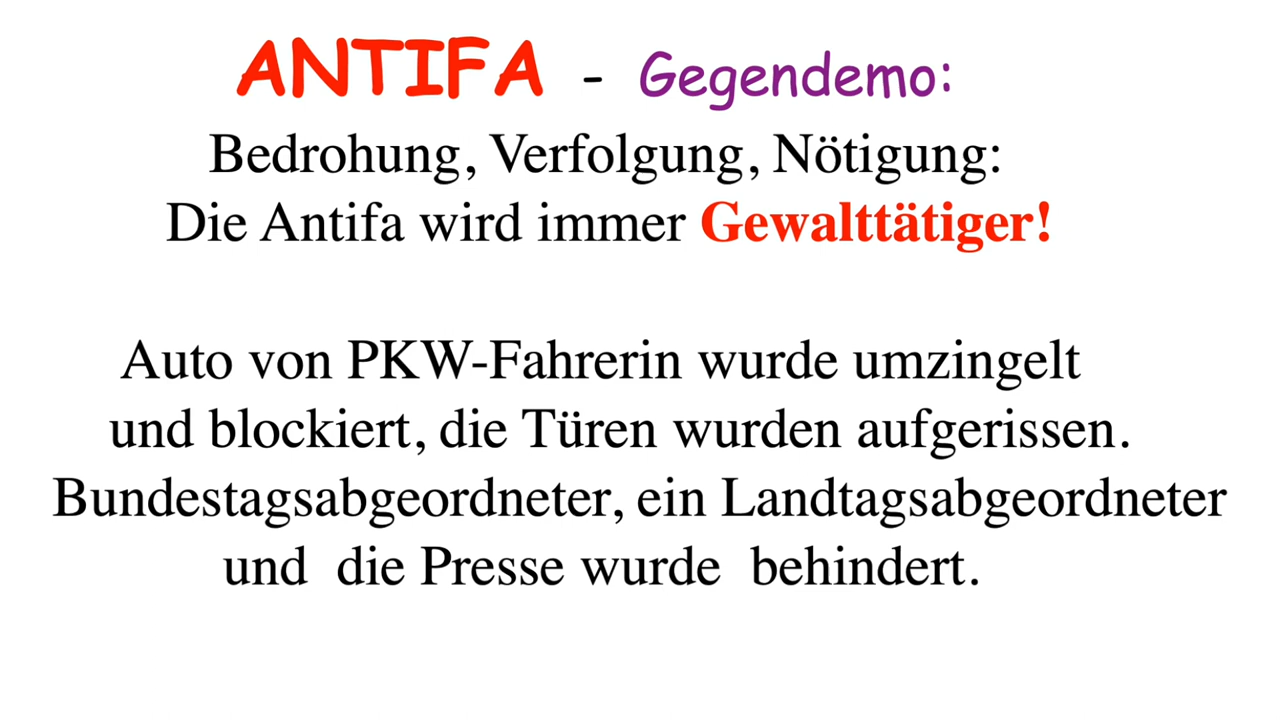 ANTIFA - Gegendemo:
Bedrohung, Verfolgung, Nötigung:
Die Antifa wird immer Gewalttätiger!
Auto von PKW-Fahrerin wurde umzingelt
und blockiert, die Türen wurden aufgerissen.
Bundestagsabgeordneter, ein Landtagsabgeordneter
und die Presse wurde behindert.